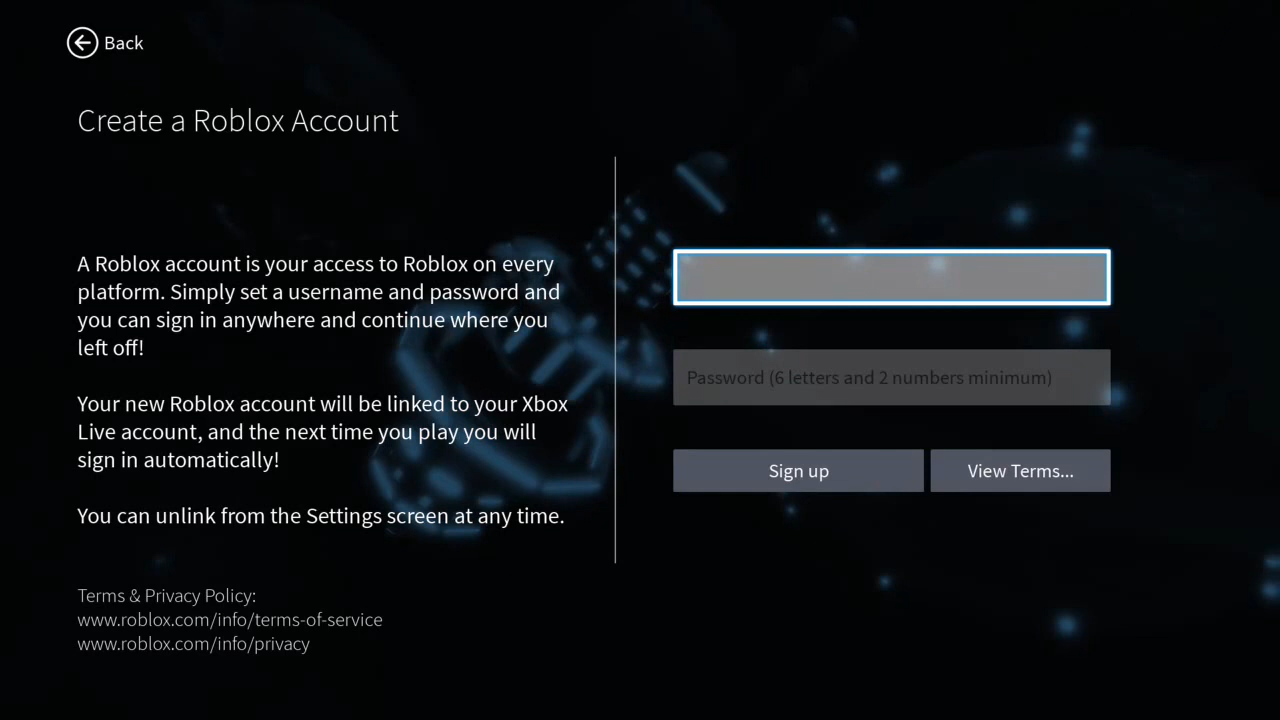 Back
Create a Roblox Account
A Roblox account is your access to Roblox on every
platform. Simply set a username and password and
you can sign in anywhere and continue where you
left off!
Your new Roblox account will be linked to your Xbox
Live account, and the next time you play you will
sign in automatically!
You can unlink from the Settings screen at any time.
Terms & Privacy Policy:
www.roblox.com/info/terms-of-service
www.roblox.com/info/privacy
Password (6 letters and 2 numbers minimum)
Sign up
View Terms...